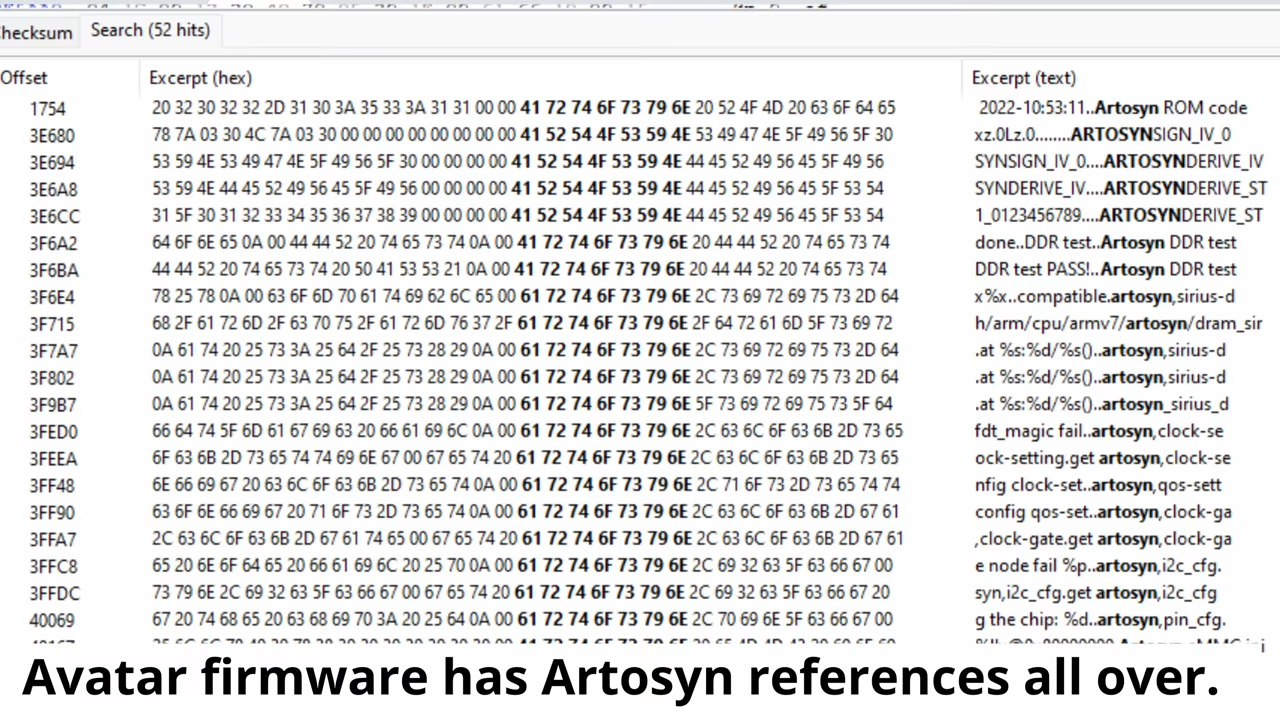 Checksum Search (52 hits)
Offset Excerpt (hex) Excerpt (text)
1754 20 32 30 32 32 2D 31 30 3A 35 33 3A 31 31 00 00 41 72 74 6F 73 79 6E 20 52 4F 4D 20 63 6F 64 65 2022-10:53:11..Artosyn ROM code
3E680 78 7A 03 30 4C 7A 03 30 00 00 00 00 00 00 00 00 41 52 54 4F 53 59 4E 53 49 47 4E 5F 49 56 5F 30 xz.0Lz.0........ARTOSYNSIGN_IV_0
3E694 53 59 4E 53 49 47 4E 5F 49 56 5F 30 00 00 00 00 41 52 54 4F 53 59 4E 44 45 52 49 56 45 5F 49 56 SYNSIGN_IV_0....ARTOSYNDERIVE_IV
3E6A8 53 59 4E 44 45 52 49 56 45 5F 49 56 00 00 00 00 41 52 54 4F 53 59 4E 44 45 52 49 56 45 5F 53 54 SYNDERIVE_IV....ARTOSYNDERIVE_ST
3E6CC 31 5F 30 31 32 33 34 35 36 37 38 39 00 00 00 00 41 52 54 4F 53 59 4E 44 45 52 49 56 45 5F 53 54 1_0123456789....ARTOSYNDERIVE_ST
3F6A2 64 6F 6E 65 0A 00 44 44 52 20 74 65 73 74 0A 00 41 72 74 6F 73 79 6E 20 44 44 52 20 74 65 73 74 done..DDR test..Artosyn DDR test
3F6BA 44 44 52 20 74 65 73 74 20 50 41 53 53 21 0A 00 41 72 74 6F 73 79 6E 20 44 44 52 20 74 65 73 74 DDR test PASS!..Artosyn DDR test
3F6E4 78 25 78 0A 00 63 6F 6D 70 61 74 69 62 6C 65 00 61 72 74 6F 73 79 6E 2C 73 69 72 69 75 73 2D 64 x%x..compatible.artosyn,sirius-d
3F715 68 2F 61 72 6D 2F 63 70 75 2F 61 72 6D 76 37 2F 61 72 74 6F 73 79 6E 2F 64 72 61 6D 5F 73 69 72 h/arm/cpu/armv7/artosyn/dram_sir
3F7A7 0A 61 74 20 25 73 3A 25 64 2F 25 73 28 29 0A 00 61 72 74 6F 73 79 6E 2C 73 69 72 69 75 73 2D 64 .at %s:%d/%s()..artosyn,sirius-d
3F802 0A 61 74 20 25 73 3A 25 64 2F 25 73 28 29 0A 00 61 72 74 6F 73 79 6E 2C 73 69 72 69 75 73 2D 64 .at %s:%d/%s()..artosyn,sirius-d
3F9B7 0A 61 74 20 25 73 3A 25 64 2F 25 73 28 29 0A 00 61 72 74 6F 73 79 6E 5F 73 69 72 69 75 73 5F 64 .at %s:%d/%s()..artosyn_sirius_d
3FED0 66 64 74 5F 6D 61 67 69 63 20 66 61 69 6C 0A 00 61 72 74 6F 73 79 6E 2C 63 6C 6F 63 6B 2D 73 65 fdt_magic fail..artosyn,clock-se
3FEEA 6F 63 6B 2D 73 65 74 74 69 6E 67 00 67 65 74 20 61 72 74 6F 73 79 6E 2C 63 6C 6F 63 6B 2D 73 65 ock-setting.get artosyn,clock-se
3FF48 6E 66 69 67 20 63 6C 6F 63 6B 2D 73 65 74 0A 00 61 72 74 6F 73 79 6E 2C 71 6F 73 2D 73 65 74 74 nfig clock-set..artosyn,qos-sett
3FF90 63 6F 6E 66 69 67 20 71 6F 73 2D 73 65 74 0A 00 61 72 74 6F 73 79 6E 2C 63 6C 6F 63 6B 2D 67 61 config qos-set..artosyn,clock-ga
3FFA7 2C 63 6C 6F 63 6B 2D 67 61 74 65 00 67 65 74 20 61 72 74 6F 73 79 6E 2C 63 6C 6F 63 6B 2D 67 61 ,clock-gate.get artosyn,clock-ga
3FFC8 65 20 6E 6F 64 65 20 66 61 69 6C 20 25 70 0A 00 61 72 74 6F 73 79 6E 2C 69 32 63 5F 63 66 67 00 e node fail %p..artosyn,i2c_cfg.
3FFDC 73 79 6E 2C 69 32 63 5F 63 66 67 00 67 65 74 20 61 72 74 6F 73 79 6E 2C 69 32 63 5F 63 66 67 20 syn,i2c_cfg.get artosyn,i2c_cfg
40069 67 20 74 68 65 20 63 68 69 70 3A 20 25 64 0A 00 61 72 74 6F 73 79 6E 2C 70 69 6E 5F 63 66 67 00 g the chip: %d..artosyn,pin_cfg.
Avatar firmware has Artosyn references all over.